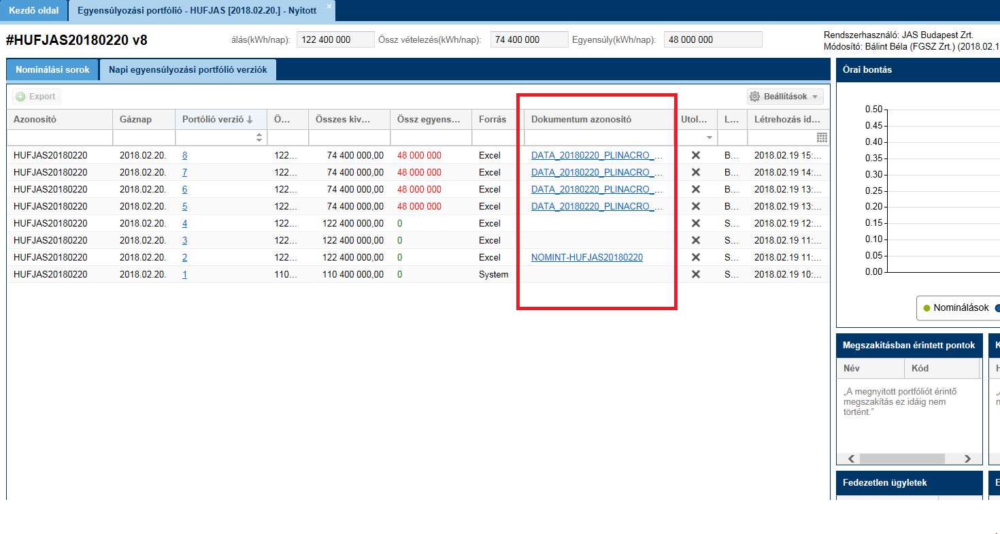 Kezdő oldal
Egyensúlyozási portfólió - HUFJAS [2018.02.20.] - Nyitott
#HUFJAS20180220 v8
álás(kWh/nap): 122 400 000 Össz vételezés(kWh/nap): 74 400 000 Egyensúly(kWh/nap): 48 000 000
Rendszerhasználó: JAS Budapest Zrt.
Módosító: Bálint Béla (FGSZ Zrt.) (2018.02.1
Nominálási sorok
Napi egyensúlyozási portfólió verziók
Export
Beállítások
Azonosító Gáznap Portólió verzió Ö... Összes kiv... Össz egyens... Forrás Dokumentum azonosító Utol... L... Létrehozás id...
HUFJAS20180220 2018.02.20. 8 122... 74 400 000,00 48 000 000 Excel DATA_20180220_PLINACRO_... B... 2018.02.19 15:...
HUFJAS20180220 2018.02.20. 7 122... 74 400 000,00 48 000 000 Excel DATA_20180220_PLINACRO_... B... 2018.02.19 14:...
HUFJAS20180220 2018.02.20. 6 122... 74 400 000,00 48 000 000 Excel DATA_20180220_PLINACRO_... B... 2018.02.19 13:...
HUFJAS20180220 2018.02.20. 5 122... 74 400 000,00 48 000 000 Excel DATA_20180220_PLINACRO_... B... 2018.02.19 13:...
HUFJAS20180220 2018.02.20. 4 122... 122 400 000,00 0 Excel S... 2018.02.19 12:...
HUFJAS20180220 2018.02.20. 3 122... 122 400 000,00 0 Excel S... 2018.02.19 11:...
HUFJAS20180220 2018.02.20. 2 122... 122 400 000,00 0 Excel NOMINT-HUFJAS20180220 S... 2018.02.19 11:...
HUFJAS20180220 2018.02.20. 1 110... 110 400 000,00 0 System S... 2018.02.19 10:...
Órai bontás
0.50
0.45
0.40
0.35
0.30
0.25
0.20
0.15
0.10
0.05
0.00
Nominálások
Megszakításban érintett pontok
Név Kód
„A megnyitott portfóliót érintő
megszakítás ez idáig nem
történt.”
Fedezetlen ügyletek